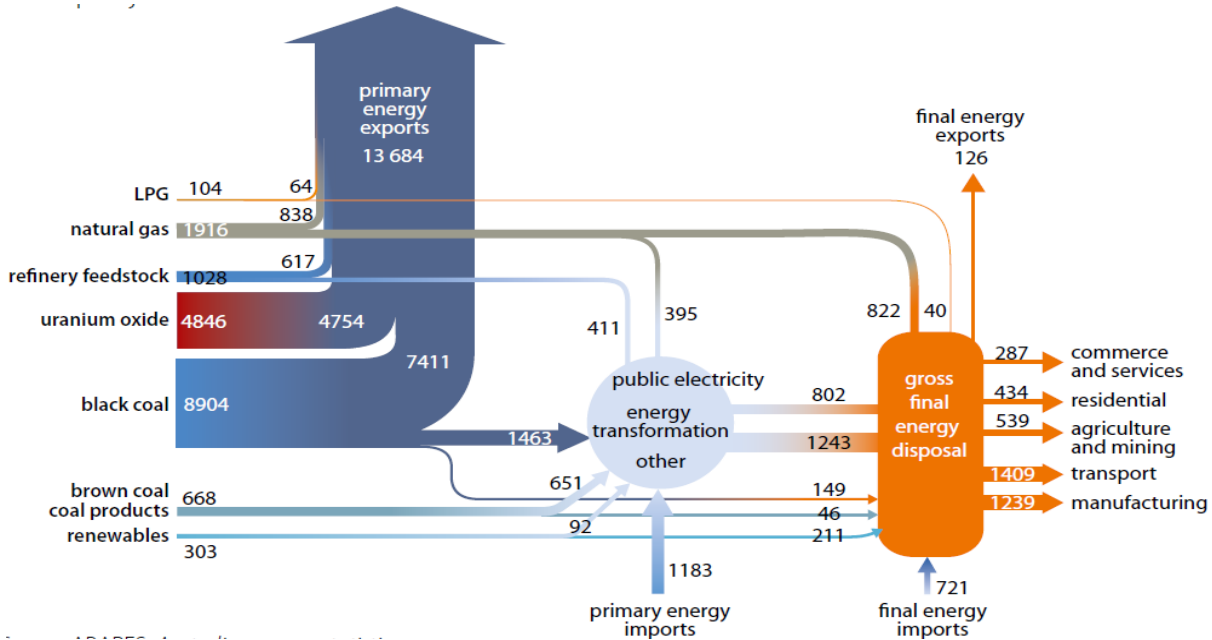 primary
energy
exports
13 684
final energy
exports
126
LPG
104
64
natural gas
1916
838
refinery feedstock
1028
617
uranium oxide
4846
4754
black coal
8904
7411
1463
brown coal
coal products
668
651
renewables
303
92
411
395
822
40
public electricity
energy
transformation
other
802
1243
149
46
211
gross
final
energy
disposal
287
commerce
and services
434
residential
539
agriculture
and mining
1409
transport
1239
manufacturing
1183
primary energy
imports
721
final energy
imports